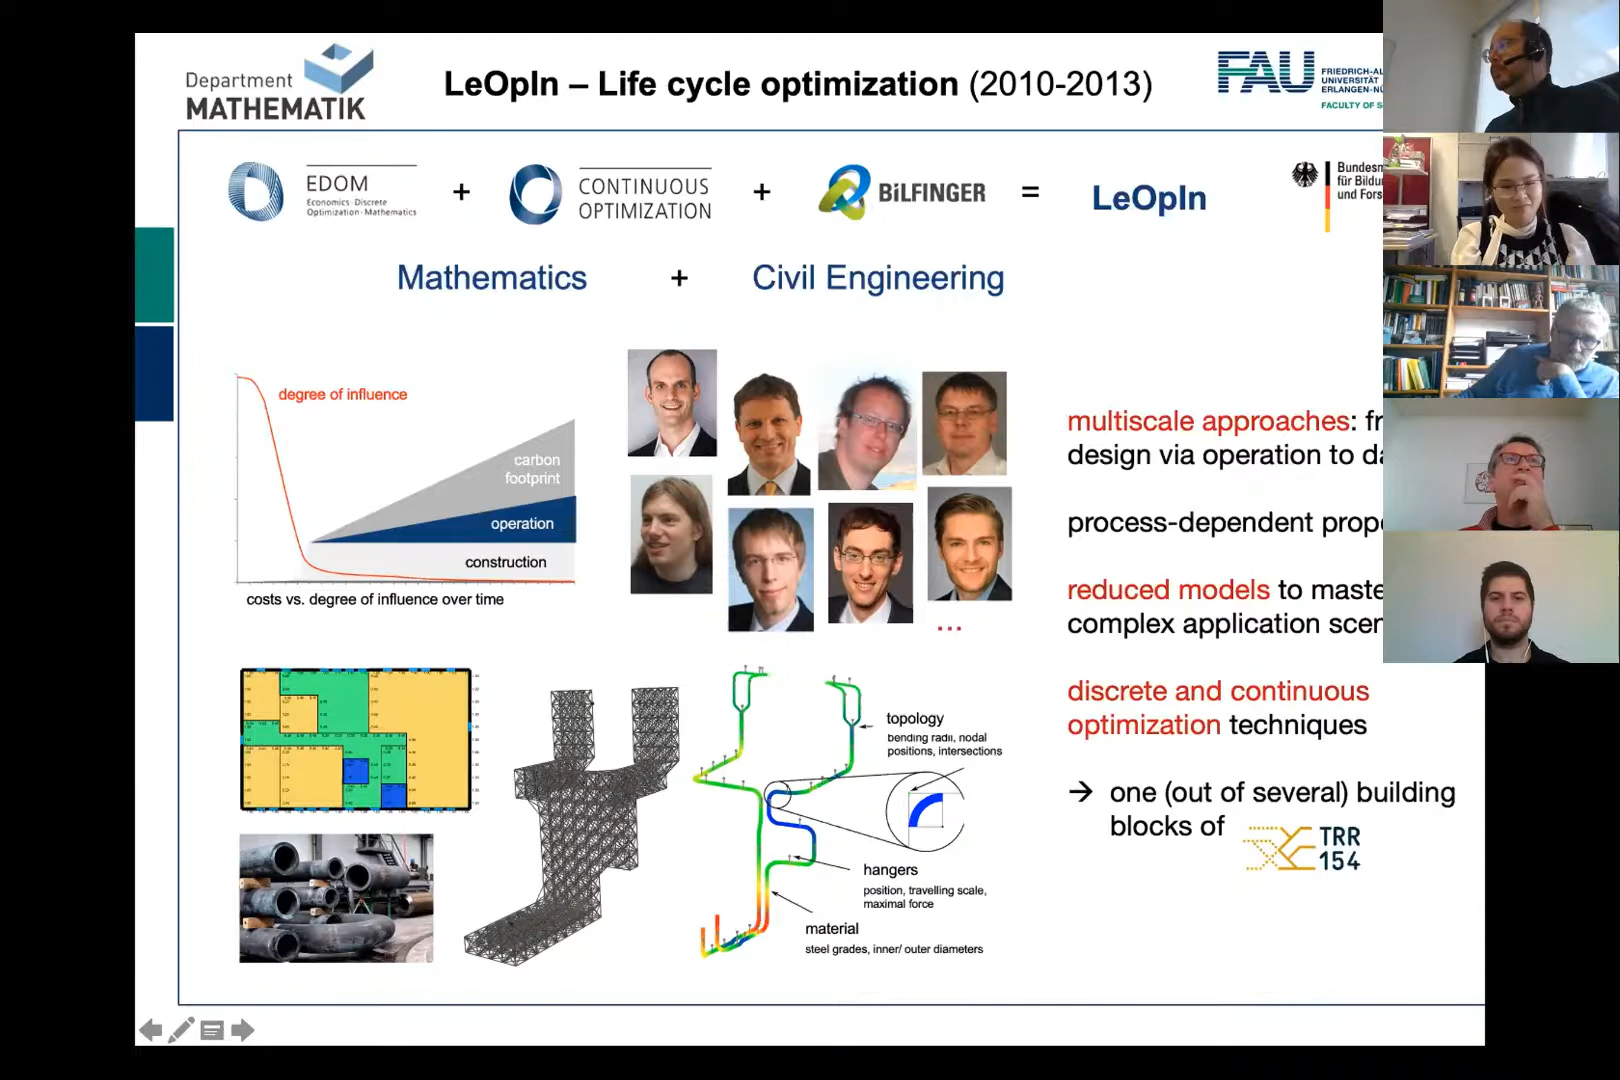 Department
MATHEMATIK
LeOpIn – Life cycle optimization (2010-2013)
FAU
FRIEDRICH-AL
UNIVERSITÄT
ERLANGEN-NÜ
FACULTY OF S
EDOM
Economics · Discrete
Optimization · Mathematics
+
CONTINUOUS
OPTIMIZATION
+
BILFINGER
=
LeOpIn
Bundesm
für Bildu
und Fors
Mathematics + Civil Engineering
degree of influence
carbon
footprint
operation
construction
costs vs. degree of influence over time
...
multiscale approaches: fr
design via operation to da
process-dependent prop
reduced models to maste
complex application scen
discrete and continuous
optimization techniques
→ one (out of several) building
blocks of
TRR
154
topology
bending radii, nodal
positions, intersections
hangers
position, travelling scale,
maximal force
material
steel grades, inner/ outer diameters